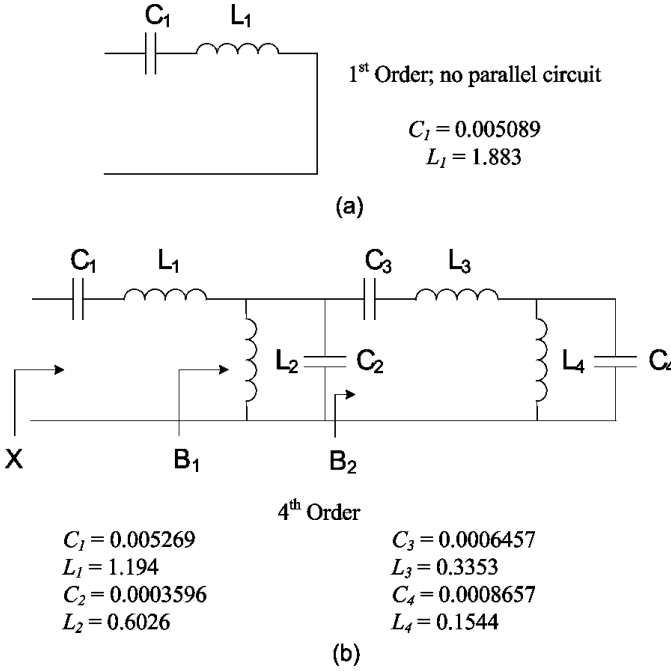 C₁ L₁
1ˢᵗ Order; no parallel circuit
C₁ = 0.005089
L₁ = 1.883
(a)
C₁ L₁ C₃ L₃
L₂ C₂ L₄ C₄
X B₁ B₂
4ᵗʰ Order
C₁ = 0.005269 C₃ = 0.0006457
L₁ = 1.194 L₃ = 0.3353
C₂ = 0.0003596 C₄ = 0.0008657
L₂ = 0.6026 L₄ = 0.1544
(b)